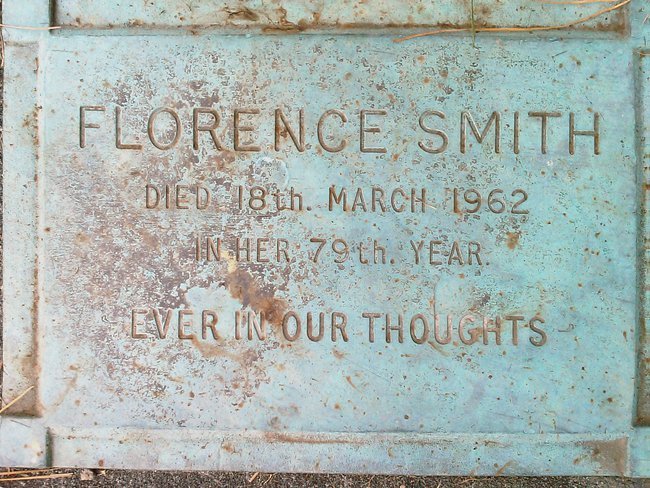 FLORENCE SMITH
DIED 18th. MARCH 1962
IN HER 79th. YEAR.
EVER IN OUR THOUGHTS